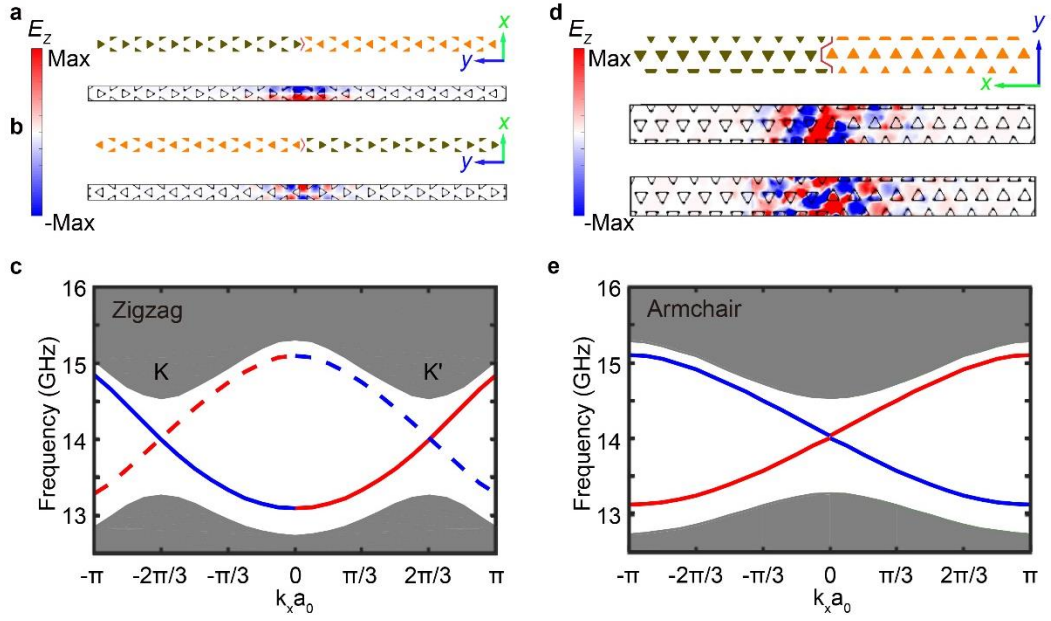 a
E_z
Max
x
y
b
x
y
-Max
d
E_z
Max
y
x
-Max
c
16
15
14
13
Frequency (GHz)
Zigzag
K
K'
-π
-2π/3
-π/3
0
π/3
2π/3
π
k_xa_0
e
16
15
14
13
Frequency (GHz)
Armchair
-π
-2π/3
-π/3
0
π/3
2π/3
π
k_xa_0